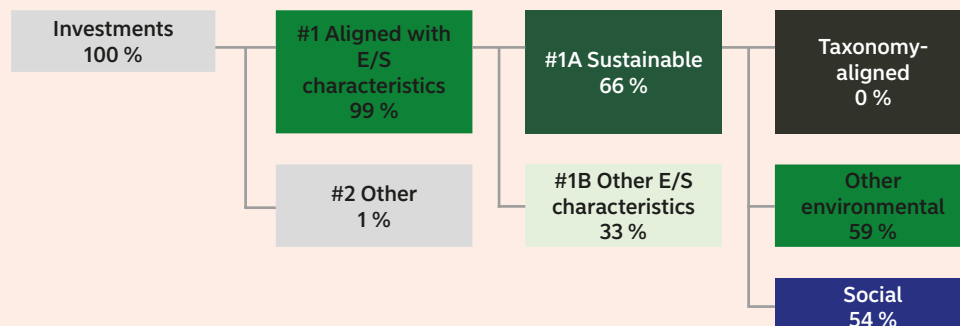 Investments
100 %
#1 Aligned with
E/S
characteristics
99 %
#2 Other
1 %
#1A Sustainable
66 %
#1B Other E/S
characteristics
33 %
Taxonomy-
aligned
0 %
Other
environmental
59 %
Social
54 %